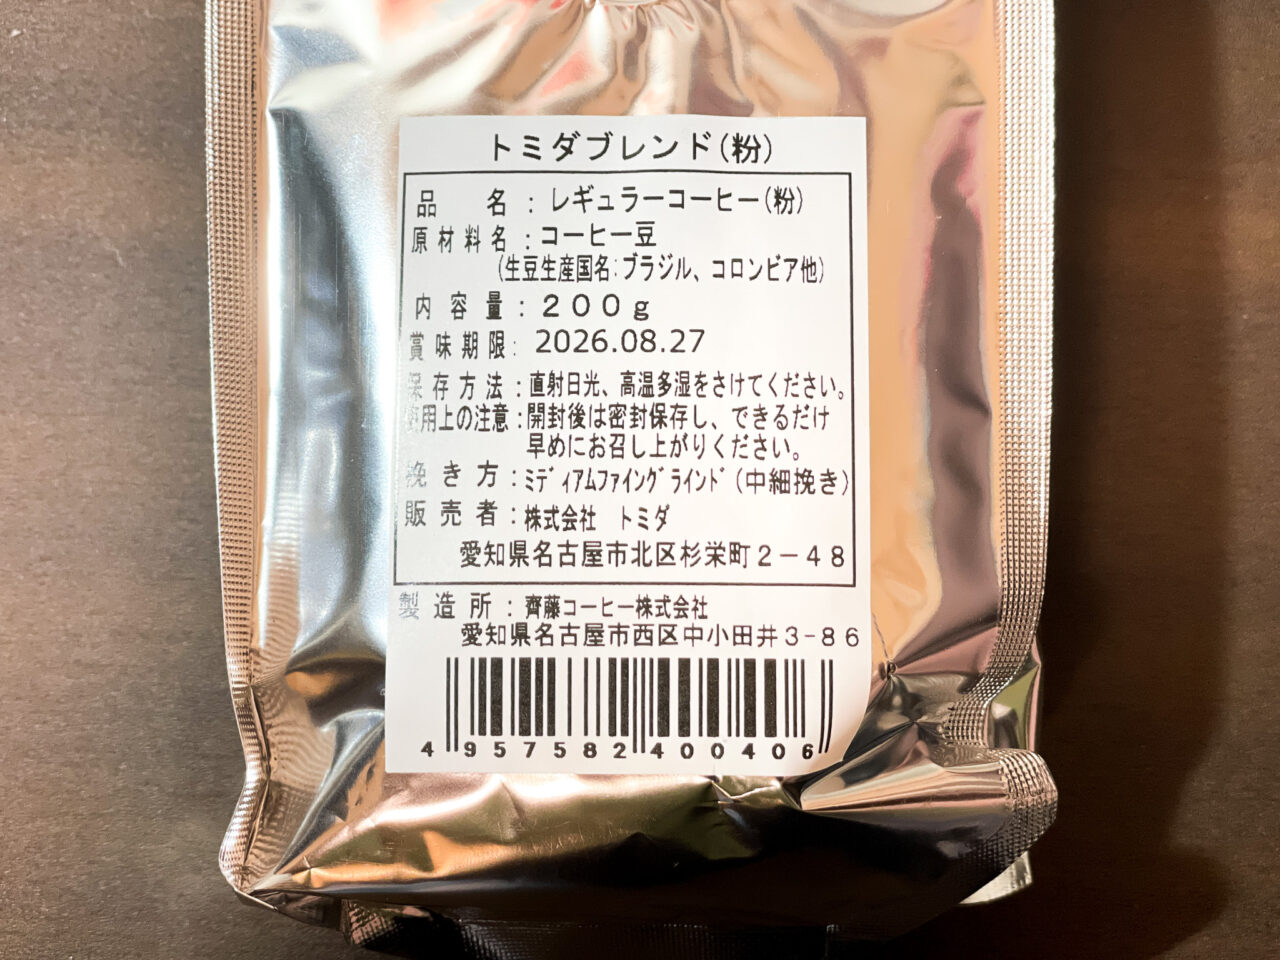 トミダブレンド(粉)
品名:レギュラーコーヒー(粉)
原材料名:コーヒー豆
(生豆生産国名:ブラジル、コロンビア他)
内容量:200g
賞味期限:2026.08.27
保存方法:直射日光、高温多湿をさけてください。
使用上の注意:開封後は密封保存し、できるだけ
早めにお召し上がりください。
挽き方:ミディアムファイングラインド(中細挽き)
販売者:株式会社 トミダ
愛知県名古屋市北区杉栄町2-48
製造所:齊藤コーヒー株式会社
愛知県名古屋市西区中小田井3-86
4957582400406